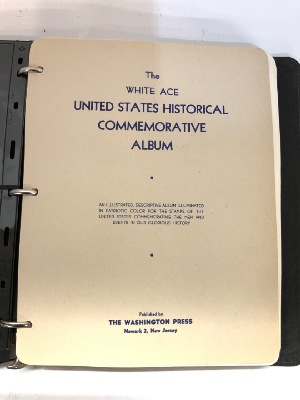 The
WHITE ACE
UNITED STATES HISTORICAL
COMMEMORATIVE
ALBUM
AN ILLUSTRATED, DESCRIPTIVE ALBUM ILLUMINATED
IN PATRIOTIC COLOR FOR THE STAMPS OF THE
UNITED STATES COMMEMORATING THE MEN AND
EVENTS IN OUR GLORIOUS HISTORY
Published by
THE WASHINGTON PRESS
Newark 2, New Jersey